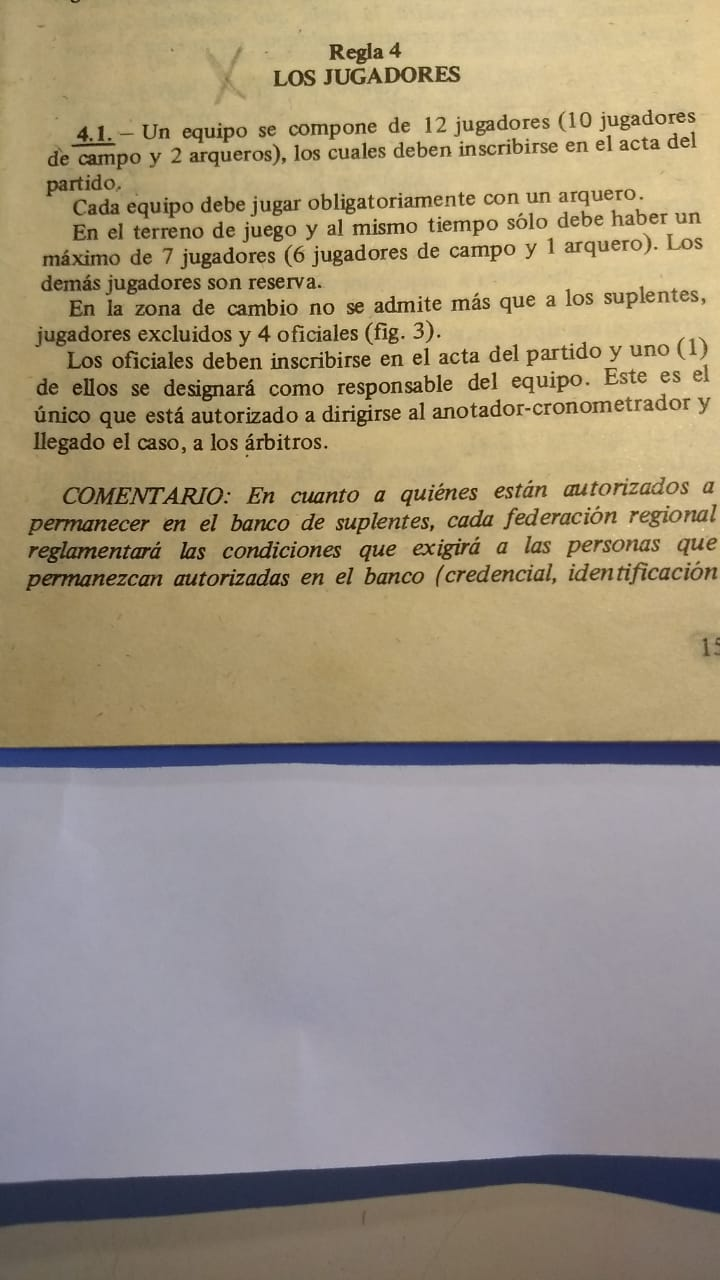 Regla 4
LOS JUGADORES
4.1. — Un equipo se compone de 12 jugadores (10 jugadores
de campo y 2 arqueros), los cuales deben inscribirse en el acta del
partido.
Cada equipo debe jugar obligatoriamente con un arquero.
En el terreno de juego y al mismo tiempo sólo debe haber un
máximo de 7 jugadores (6 jugadores de campo y 1 arquero). Los
demás jugadores son reserva.
En la zona de cambio no se admite más que a los suplentes,
jugadores excluidos y 4 oficiales (fig. 3).
Los oficiales deben inscribirse en el acta del partido y uno (1)
de ellos se designará como responsable del equipo. Este es el
único que está autorizado a dirigirse al anotador-cronometrador y
llegado el caso, a los árbitros.
COMENTARIO: En cuanto a quiénes están autorizados a
permanecer en el banco de suplentes, cada federación regional
reglamentará las condiciones que exigirá a las personas que
permanezcan autorizadas en el banco (credencial, identificación
15